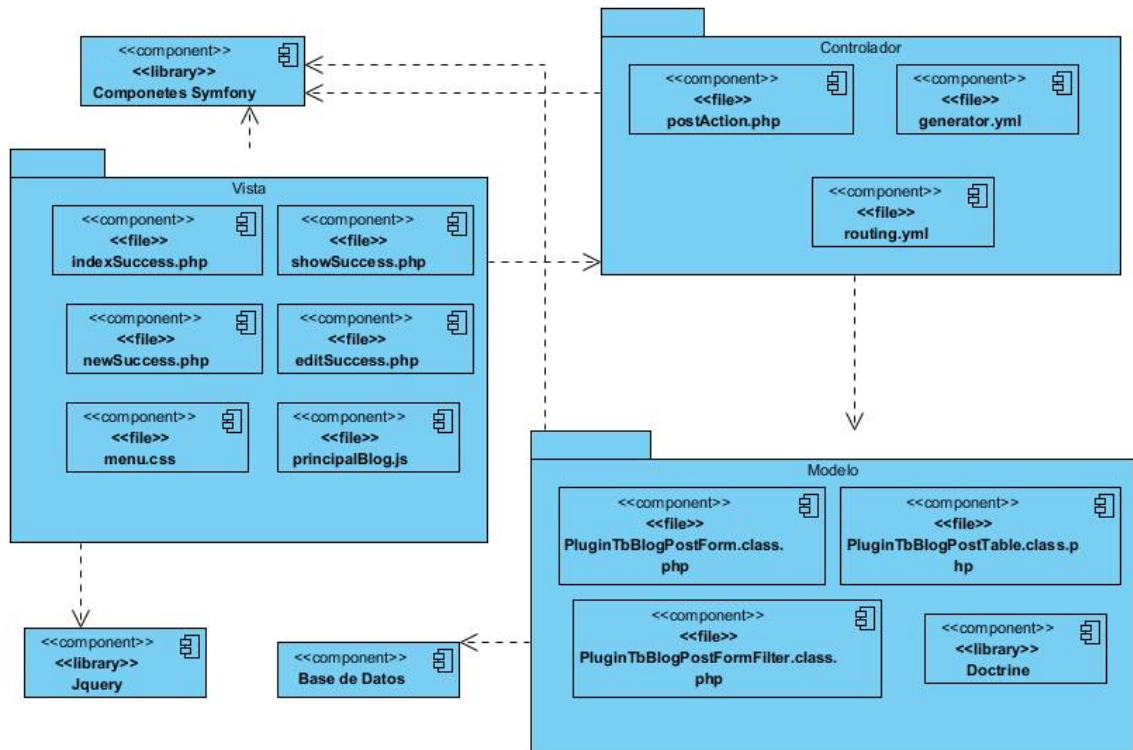 <<component>>
<<library>>
Componetes Symfony
Controlador
<<component>>
<<file>>
postAction.php
<<component>>
<<file>>
generator.yml
<<component>>
<<file>>
routing.yml
Vista
<<component>>
<<file>>
indexSuccess.php
<<component>>
<<file>>
showSuccess.php
<<component>>
<<file>>
newSuccess.php
<<component>>
<<file>>
editSuccess.php
<<component>>
<<file>>
menu.css
<<component>>
<<file>>
principalBlog.js
Modelo
<<component>>
<<file>>
PluginTbBlogPostForm.class.
php
<<component>>
<<file>>
PluginTbBlogPostTable.class.p
hp
<<component>>
<<file>>
PluginTbBlogPostFormFilter.class.
php
<<component>>
<<library>>
Doctrine
<<component>>
<<library>>
Jquery
<<component>>
Base de Datos